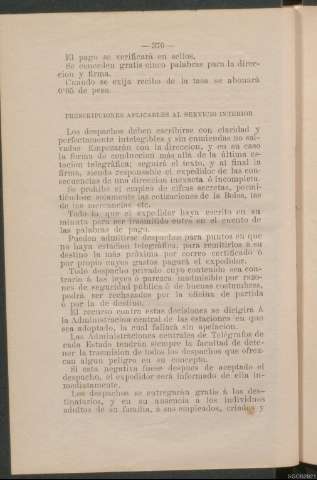 — 370 —
El pago se verificará en sellos.
Se conceden gratis cinco palabras para la direc-
cion y firma.
Cuando se exija recibo de la tasa se abonará
0'05 de pesa.
PRESCRIPCIONES APLICABLES AL SERVICIO INTERIOR
Los despachos deben escribirse con claridad y
perfectamente inteligibles y sin enmiendas no sal-
vadas Empezarán con la direccion, y en su caso
la forma de conduccion más allá de la última es-
tacion telegráfica; seguirá el texto, y al final la
firma, siendo responsable el expedidor de las con-
secuencias de una direccion inexacta ó incompleta.
Se prohibe el empleo de cifras secretas, permi-
tiéndose solamente las cotizaciones de la Bolsa, las
de las mercancías etc.
Todo lo que el expedidor haya escrito en su
minuta para ser trasmitido entra en el cuento de
las palabras de pago.
Pueden admitirse despachos para puntos en que
no haya estacion telegráfica; para remitirlos á su
destino la más próxima por correo certificado ó
por propio cuyos gastos pagará el expedidor.
Todo despacho privado cuyo contenido sea con-
trario á las leyes ó parezca inadmisible por razo-
nes de seguridad pública ó de buenas costumbres,
podrá ser rechazados por la oficina de partida
ó por la de destino.
El recurso contra estas decisiones se dirigirá á
la Administracion central de las estaciones en que
sea adoptado, la cual fallará sin apelacion.
Las Administraciones centrales de Telégrafos de
cada Estado tendrán siempre la facultad de dete-
ner la trasmision de todos los despachos que ofrez-
can algun peligro en su concepto.
Si esta negativa fuese despues de aceptado el
despacho, el expedidor será informado de ella in-
mediatamente.
Los despachos se entregarán gratis á los des-
tinatarios, y en su ausencia á los individuos
adultos de su familia, á sus empleados, criados y